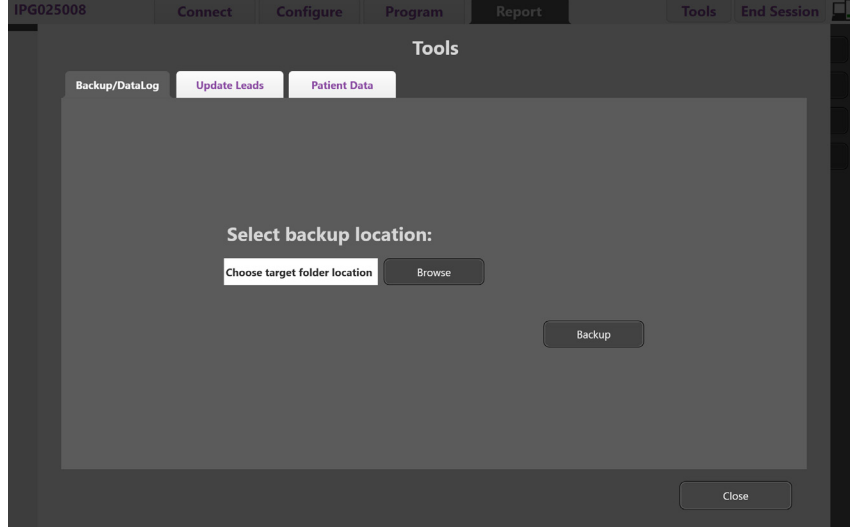 IPG025008 Connect Configure Program Report Tools End Session
Tools
Backup/DataLog Update Leads Patient Data
Select backup location:
Choose target folder location Browse
Backup
Close